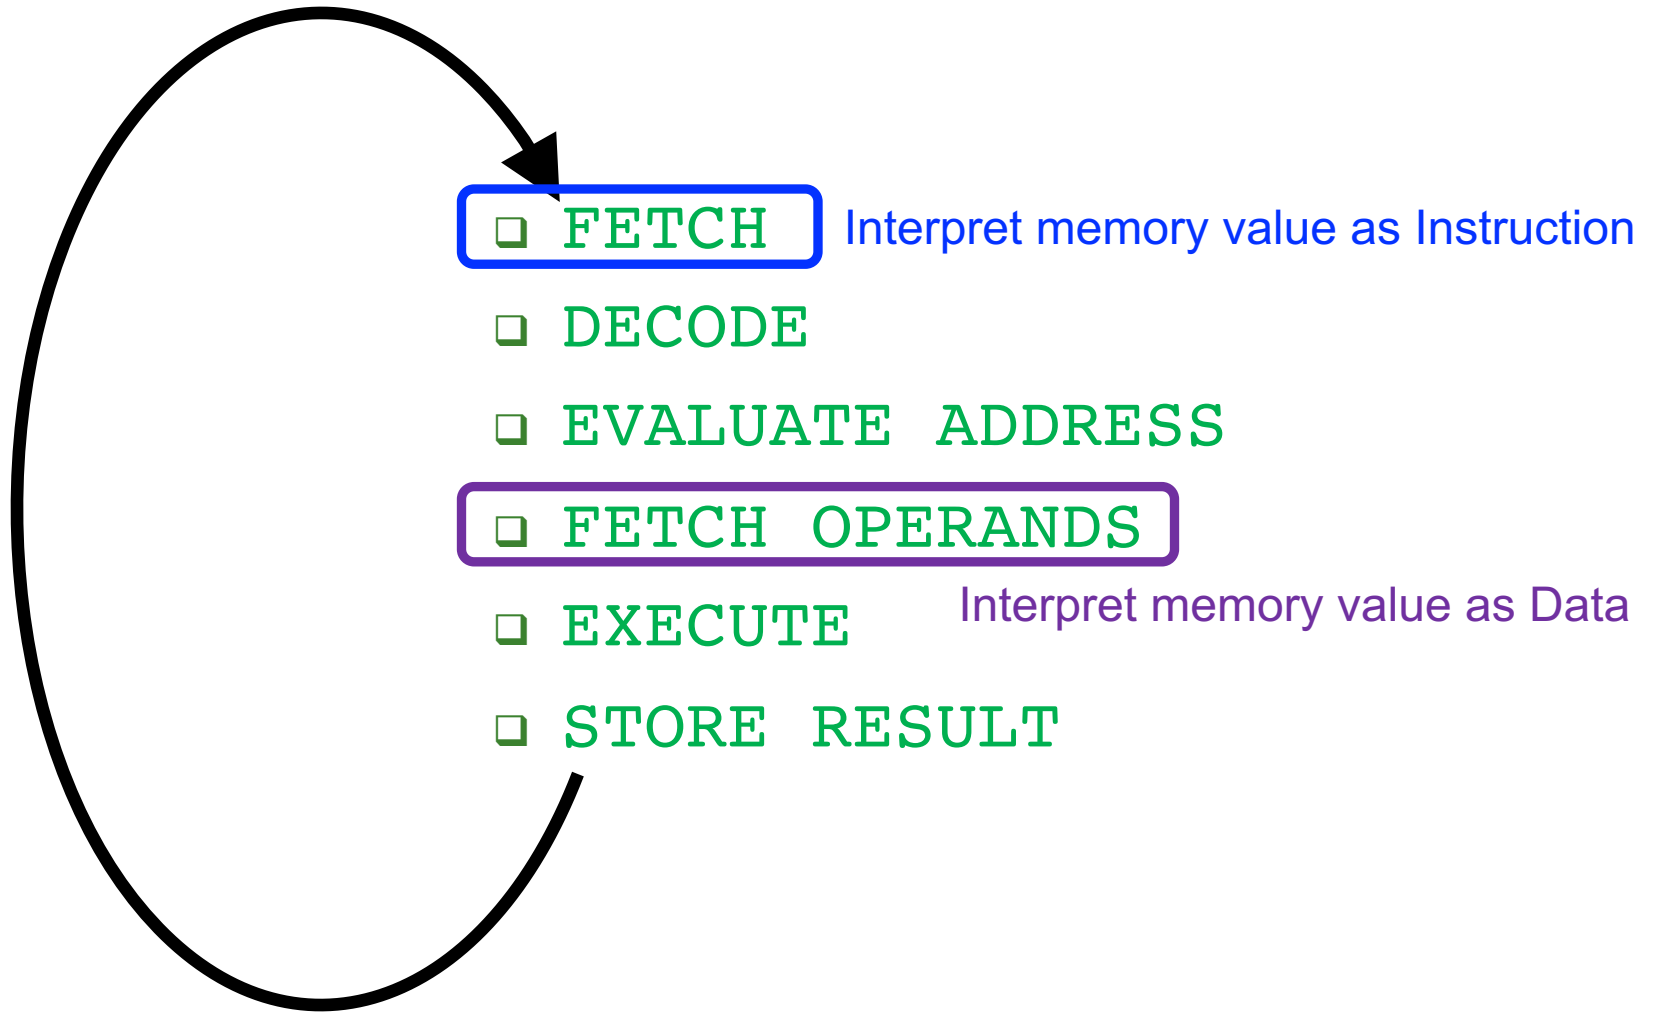 FETCH
Interpret memory value as Instruction
DECODE
EVALUATE ADDRESS
FETCH OPERANDS
Interpret memory value as Data
EXECUTE
STORE RESULT